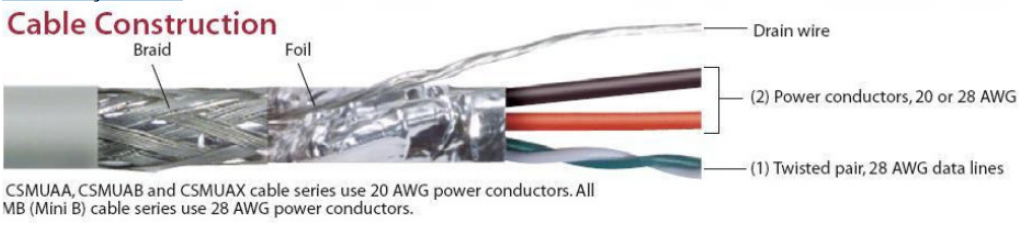 Cable Construction
Braid
Foil
Drain wire
(2) Power conductors, 20 or 28 AWG
(1) Twisted pair, 28 AWG data lines
CSMUAA, CSMUAB and CSMUAX cable series use 20 AWG power conductors. All
MB (Mini B) cable series use 28 AWG power conductors.